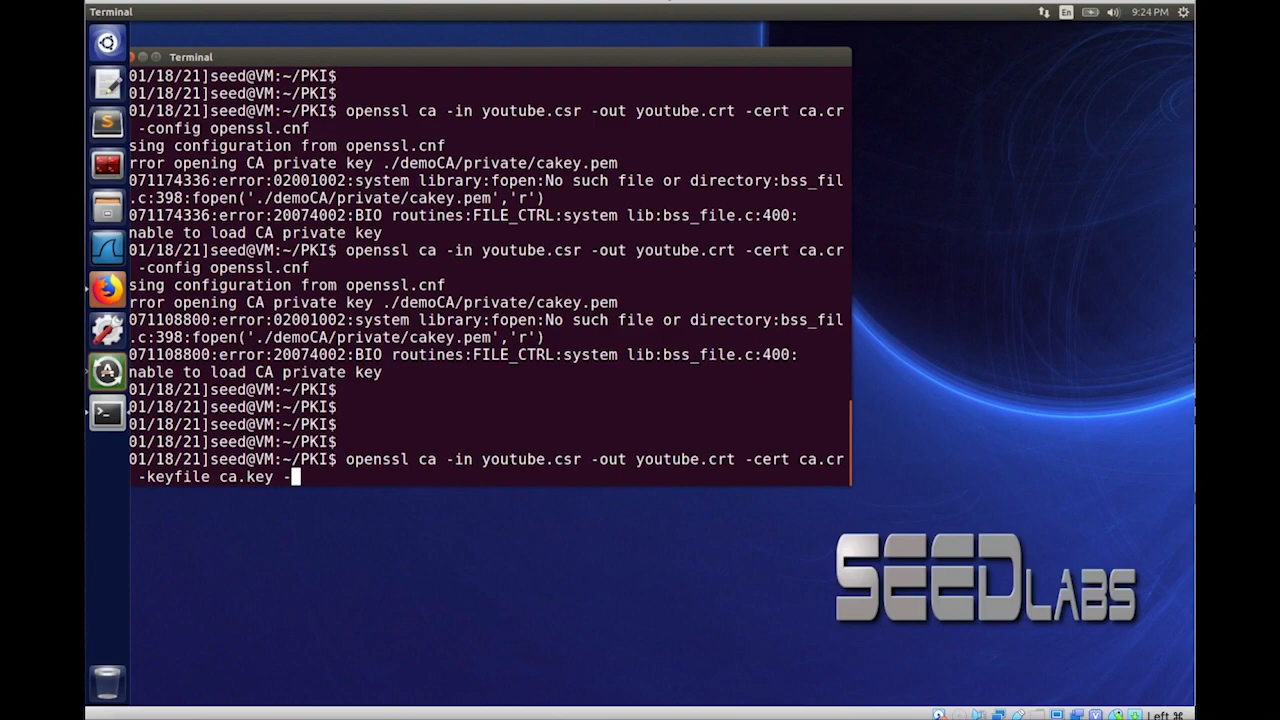 Terminal
En
9:24 PM
Terminal
01/18/21]seed@VM:~/PKI$
01/18/21]seed@VM:~/PKI$
01/18/21]seed@VM:~/PKI$ openssl ca -in youtube.csr -out youtube.crt -cert ca.cr
-config openssl.cnf
sing configuration from openssl.cnf
rror opening CA private key ./demoCA/private/cakey.pem
071174336:error:02001002:system library:fopen:No such file or directory:bss_fil
.c:398:fopen('./demoCA/private/cakey.pem','r')
071174336:error:20074002:BIO routines:FILE_CTRL:system lib:bss_file.c:400:
nable to load CA private key
01/18/21]seed@VM:~/PKI$ openssl ca -in youtube.csr -out youtube.crt -cert ca.cr
-config openssl.cnf
sing configuration from openssl.cnf
rror opening CA private key ./demoCA/private/cakey.pem
071108800:error:02001002:system library:fopen:No such file or directory:bss_fil
.c:398:fopen('./demoCA/private/cakey.pem','r')
071108800:error:20074002:BIO routines:FILE_CTRL:system lib:bss_file.c:400:
nable to load CA private key
01/18/21]seed@VM:~/PKI$
01/18/21]seed@VM:~/PKI$
01/18/21]seed@VM:~/PKI$
01/18/21]seed@VM:~/PKI$
01/18/21]seed@VM:~/PKI$ openssl ca -in youtube.csr -out youtube.crt -cert ca.cr
-keyfile ca.key -
SEEDLABS
Left ⌘